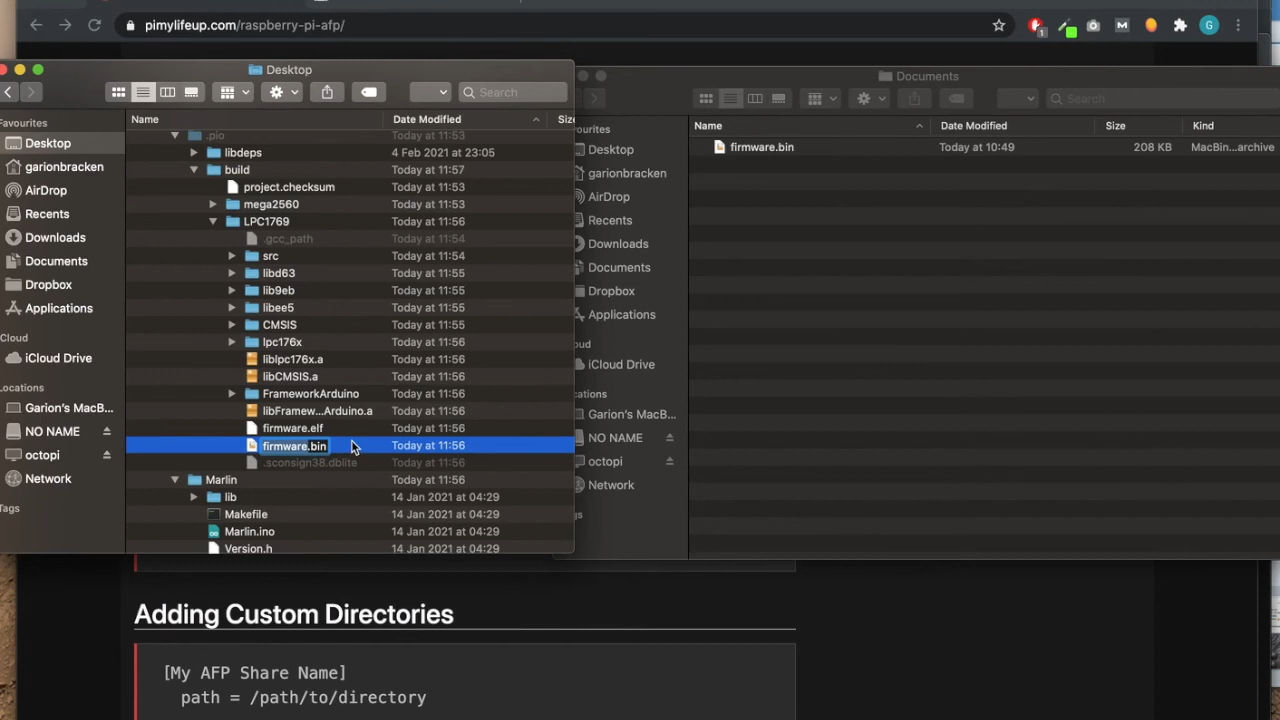 pimylifeup.com/raspberry-pi-afp/
1
M
G
Desktop
Search
Favourites
Desktop
garionbracken
AirDrop
Recents
Downloads
Documents
Dropbox
Applications
Cloud
iCloud Drive
Locations
Garion's MacB...
NO NAME
octopi
Network
Tags
Name Date Modified Size
.pio Today at 11:53
libdeps 4 Feb 2021 at 23:05
build Today at 11:57
project.checksum Today at 11:53
mega2560 Today at 11:53
LPC1769 Today at 11:56
.gcc_path Today at 11:54
src Today at 11:54
libd63 Today at 11:55
lib9eb Today at 11:55
libee5 Today at 11:55
CMSIS Today at 11:55
lpc176x Today at 11:56
liblpc176x.a Today at 11:56
libCMSIS.a Today at 11:56
FrameworkArduino Today at 11:56
libFramew...Arduino.a Today at 11:56
firmware.elf Today at 11:56
firmware.bin Today at 11:56
.sconsign38.dblite Today at 11:56
Marlin Today at 11:56
lib 14 Jan 2021 at 04:29
Makefile 14 Jan 2021 at 04:29
Marlin.ino 14 Jan 2021 at 04:29
Version.h 14 Jan 2021 at 04:29
Documents
Search
ourites
Desktop
garionbracken
AirDrop
Recents
Downloads
Documents
Dropbox
Applications
ud
iCloud Drive
cations
Garion's MacB...
NO NAME
octopi
Network
gs
Name Date Modified Size Kind
firmware.bin Today at 10:49 208 KB MacBin...archive
Adding Custom Directories
[My AFP Share Name]
path = /path/to/directory